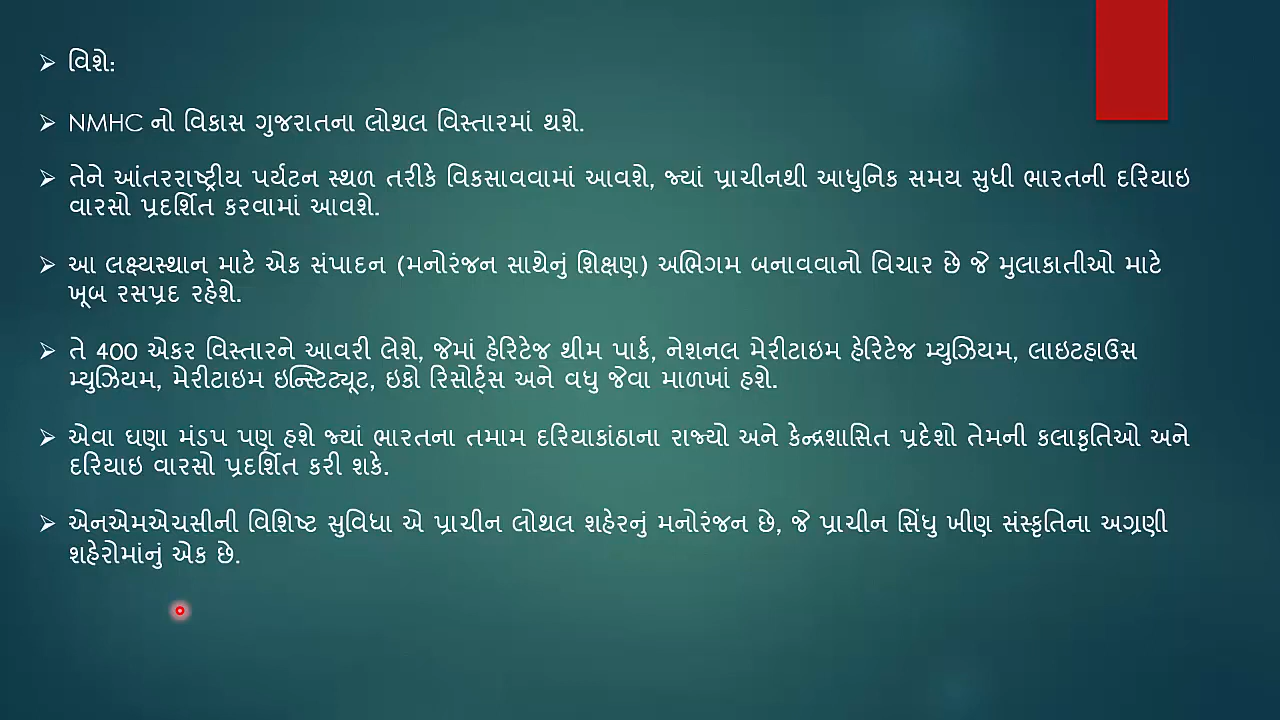 વિશે:
NMHC નો વિકાસ ગુજરાતના લોથલ વિસ્તારમાં થશે.
તેને આંતરરાષ્ટ્રીય પર્યટન સ્થળ તરીકે વિકસાવવામાં આવશે, જ્યાં પ્રાચીનથી આધુનિક સમય સુધી ભારતની દરિયાઇ
વારસો પ્રદર્શિત કરવામાં આવશે.
આ લક્ષ્યસ્થાન માટે એક સંપાદન (મનોરંજન સાથેનું શિક્ષણ) અભિગમ બનાવવાનો વિચાર છે જે મુલાકાતીઓ માટે
ખૂબ રસપ્રદ રહેશે.
તે 400 એકર વિસ્તારને આવરી લેશે, જેમાં હેરિટેજ થીમ પાર્ક, નેશનલ મેરીટાઇમ હેરિટેજ મ્યુઝિયમ, લાઇટહાઉસ
મ્યુઝિયમ, મેરીટાઇમ ઇન્સ્ટિટ્યૂટ, ઇકો રિસોર્ટ્સ અને વધુ જેવા માળખાં હશે.
એવા ઘણા મંડપ પણ હશે જ્યાં ભારતના તમામ દરિયાકાંઠાના રાજ્યો અને કેન્દ્રશાસિત પ્રદેશો તેમની કલાકૃતિઓ અને
દરિયાઇ વારસો પ્રદર્શિત કરી શકે.
એનએમએચસીની વિશિષ્ટ સુવિધા એ પ્રાચીન લોથલ શહેરનું મનોરંજન છે, જે પ્રાચીન સિંધુ ખીણ સંસ્કૃતિના અગ્રણી
શહેરોમાંનું એક છે.